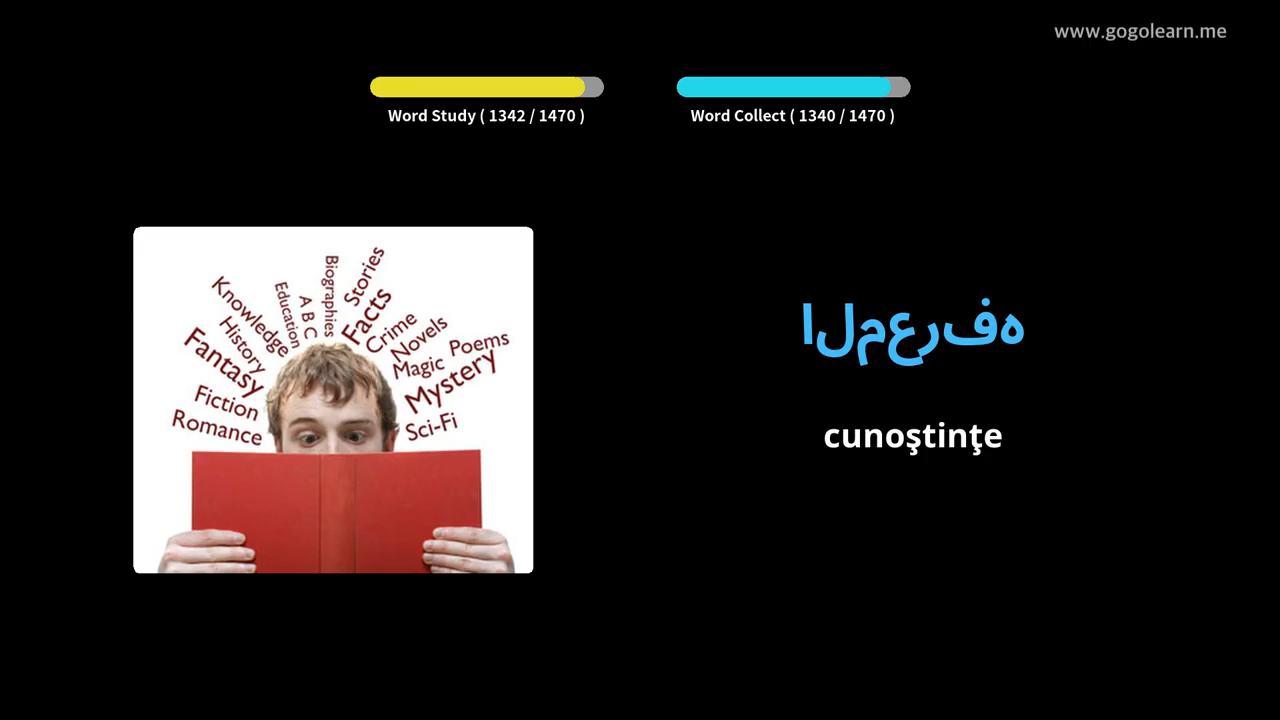 www.gogolearn.me
Word Study ( 1342 / 1470 )
Word Collect ( 1340 / 1470 )
Romance
Fiction
Fantasy
History
Knowledge
Education
A B C
Biographies
Stories
Facts
Crime
Novels
Magic
Poems
Mystery
Sci-Fi
المعرفه
cunoştinţe